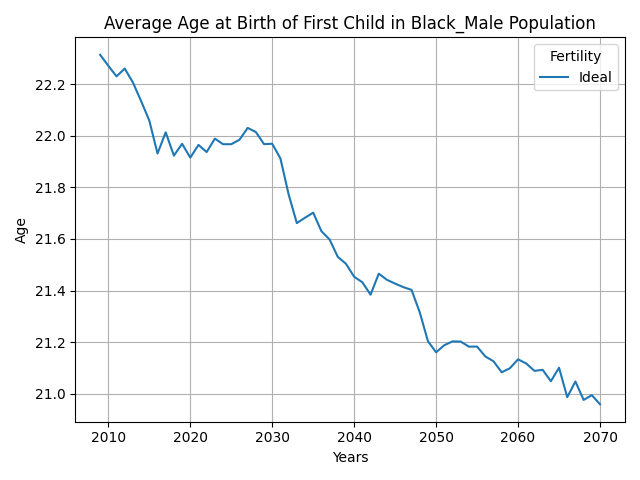 Average Age at Birth of First Child in Black_Male Population
Fertility
Ideal
Age
22.2
22.0
21.8
21.6
21.4
21.2
21.0
2010 2020 2030 2040 2050 2060 2070
Years